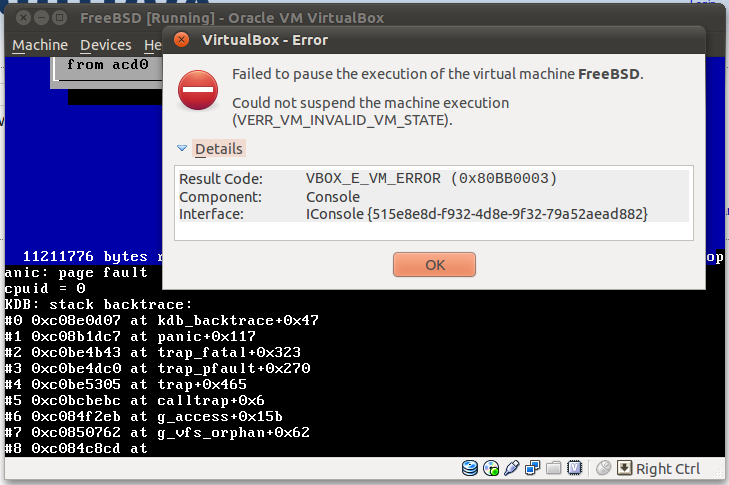 FreeBSD [Running] - Oracle VM VirtualBox
Machine Devices He
from acd0
VirtualBox - Error
Failed to pause the execution of the virtual machine FreeBSD.
Could not suspend the machine execution
(VERR_VM_INVALID_VM_STATE).
Details
Result Code: VBOX_E_VM_ERROR (0x80BB0003)
Component: Console
Interface: IConsole {515e8e8d-f932-4d8e-9f32-79a52aead882}
OK
11211776 bytes r
op
anic: page fault
cpuid = 0
KDB: stack backtrace:
#0 0xc08e0d07 at kdb_backtrace+0x47
#1 0xc08b1dc7 at panic+0x117
#2 0xc0be4b43 at trap_fatal+0x323
#3 0xc0be4dc0 at trap_pfault+0x270
#4 0xc0be5305 at trap+0x465
#5 0xc0bcbebc at calltrap+0x6
#6 0xc084f2eb at g_access+0x15b
#7 0xc0850762 at g_vfs_orphan+0x62
#8 0xc084c8cd at
Right Ctrl